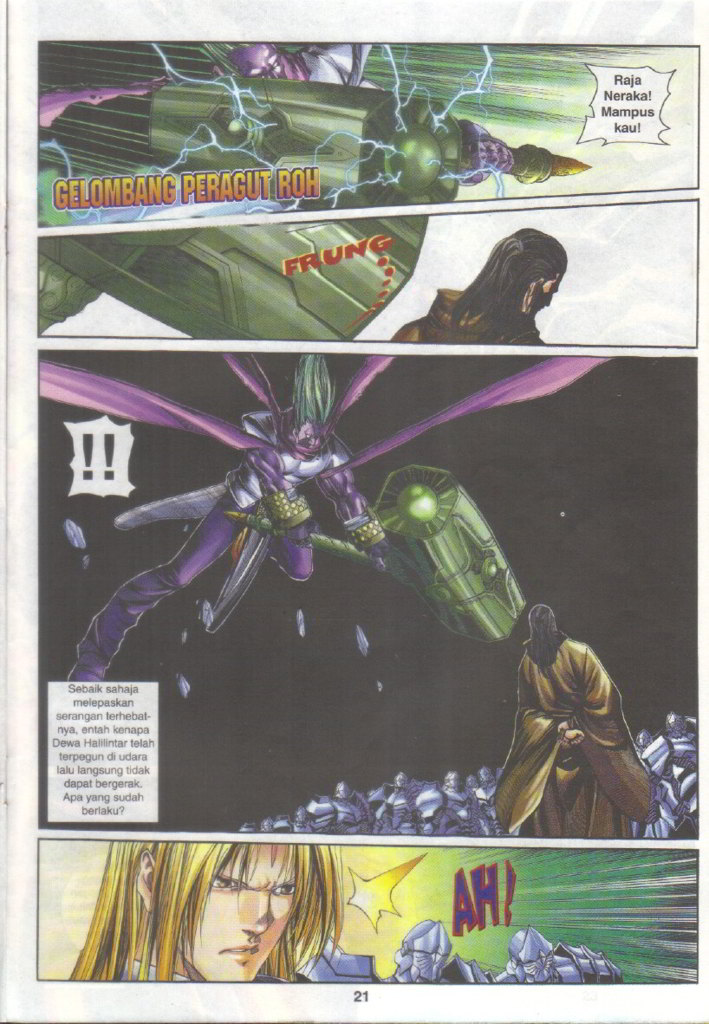 Raja
Neraka!
Mampus
kau!
GELOMBANG PERAGUT ROH
FRUNG
!!
Sebaik sahaja
melepaskan
serangan terhebat-
nya, entah kenapa
Dewa Halilintar telah
terpegun di udara
lalu langsung tidak
dapat bergerak.
Apa yang sudah
berlaku?
AH!
21